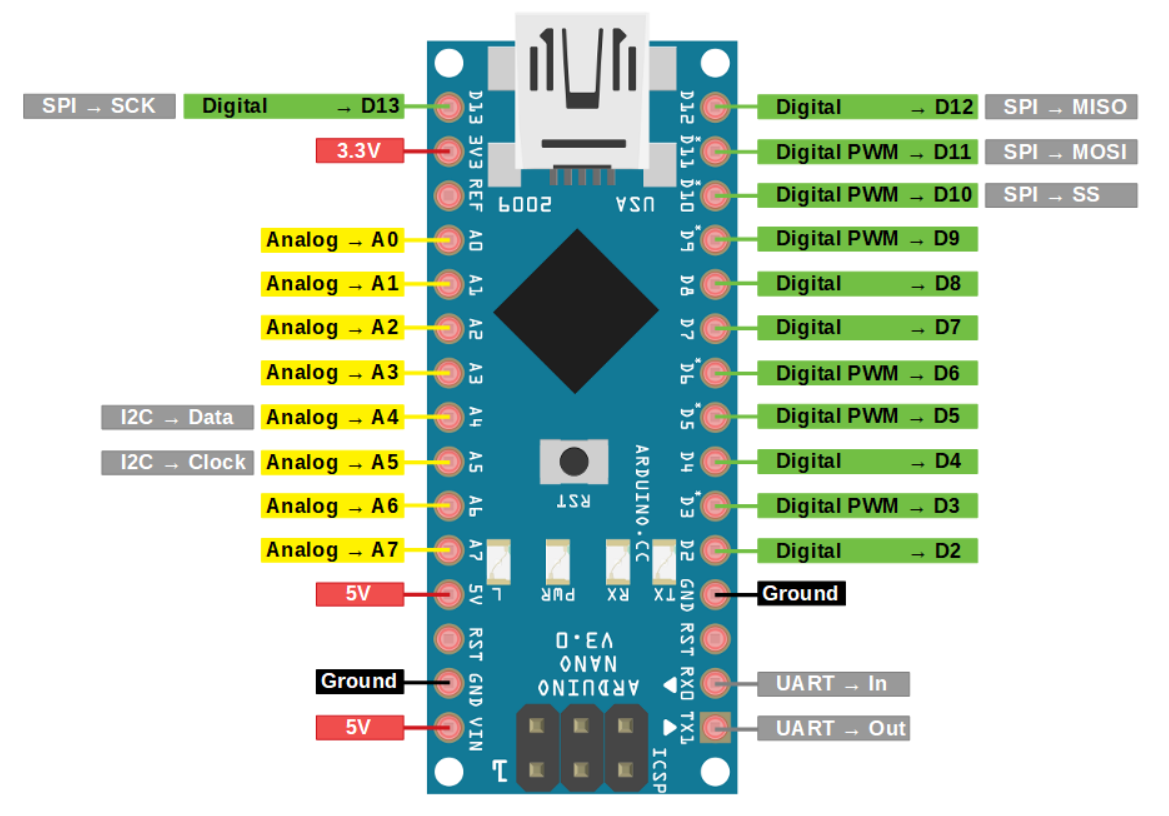 SPI → SCK
Digital → D13
3.3V
Analog → A0
Analog → A1
Analog → A2
Analog → A3
I2C → Data
Analog → A4
I2C → Clock
Analog → A5
Analog → A6
Analog → A7
5V
Ground
5V
D13
3V3
REF
A0
A1
A2
A3
A4
A5
A6
A7
5V
RST
GND
VIN
2009
USA
RST
ARDUINO.CC
L
PWR
RX
TX
V3.0
NANO
ARDUINO
1
ICSP
D12
D11*
D10*
D9*
D8
D7
D6*
D5*
D4
D3*
D2
GND
RST
RX0
TX1
Digital → D12
SPI → MISO
Digital PWM → D11
SPI → MOSI
Digital PWM → D10
SPI → SS
Digital PWM → D9
Digital → D8
Digital → D7
Digital PWM → D6
Digital PWM → D5
Digital → D4
Digital PWM → D3
Digital → D2
Ground
UART → In
UART → Out